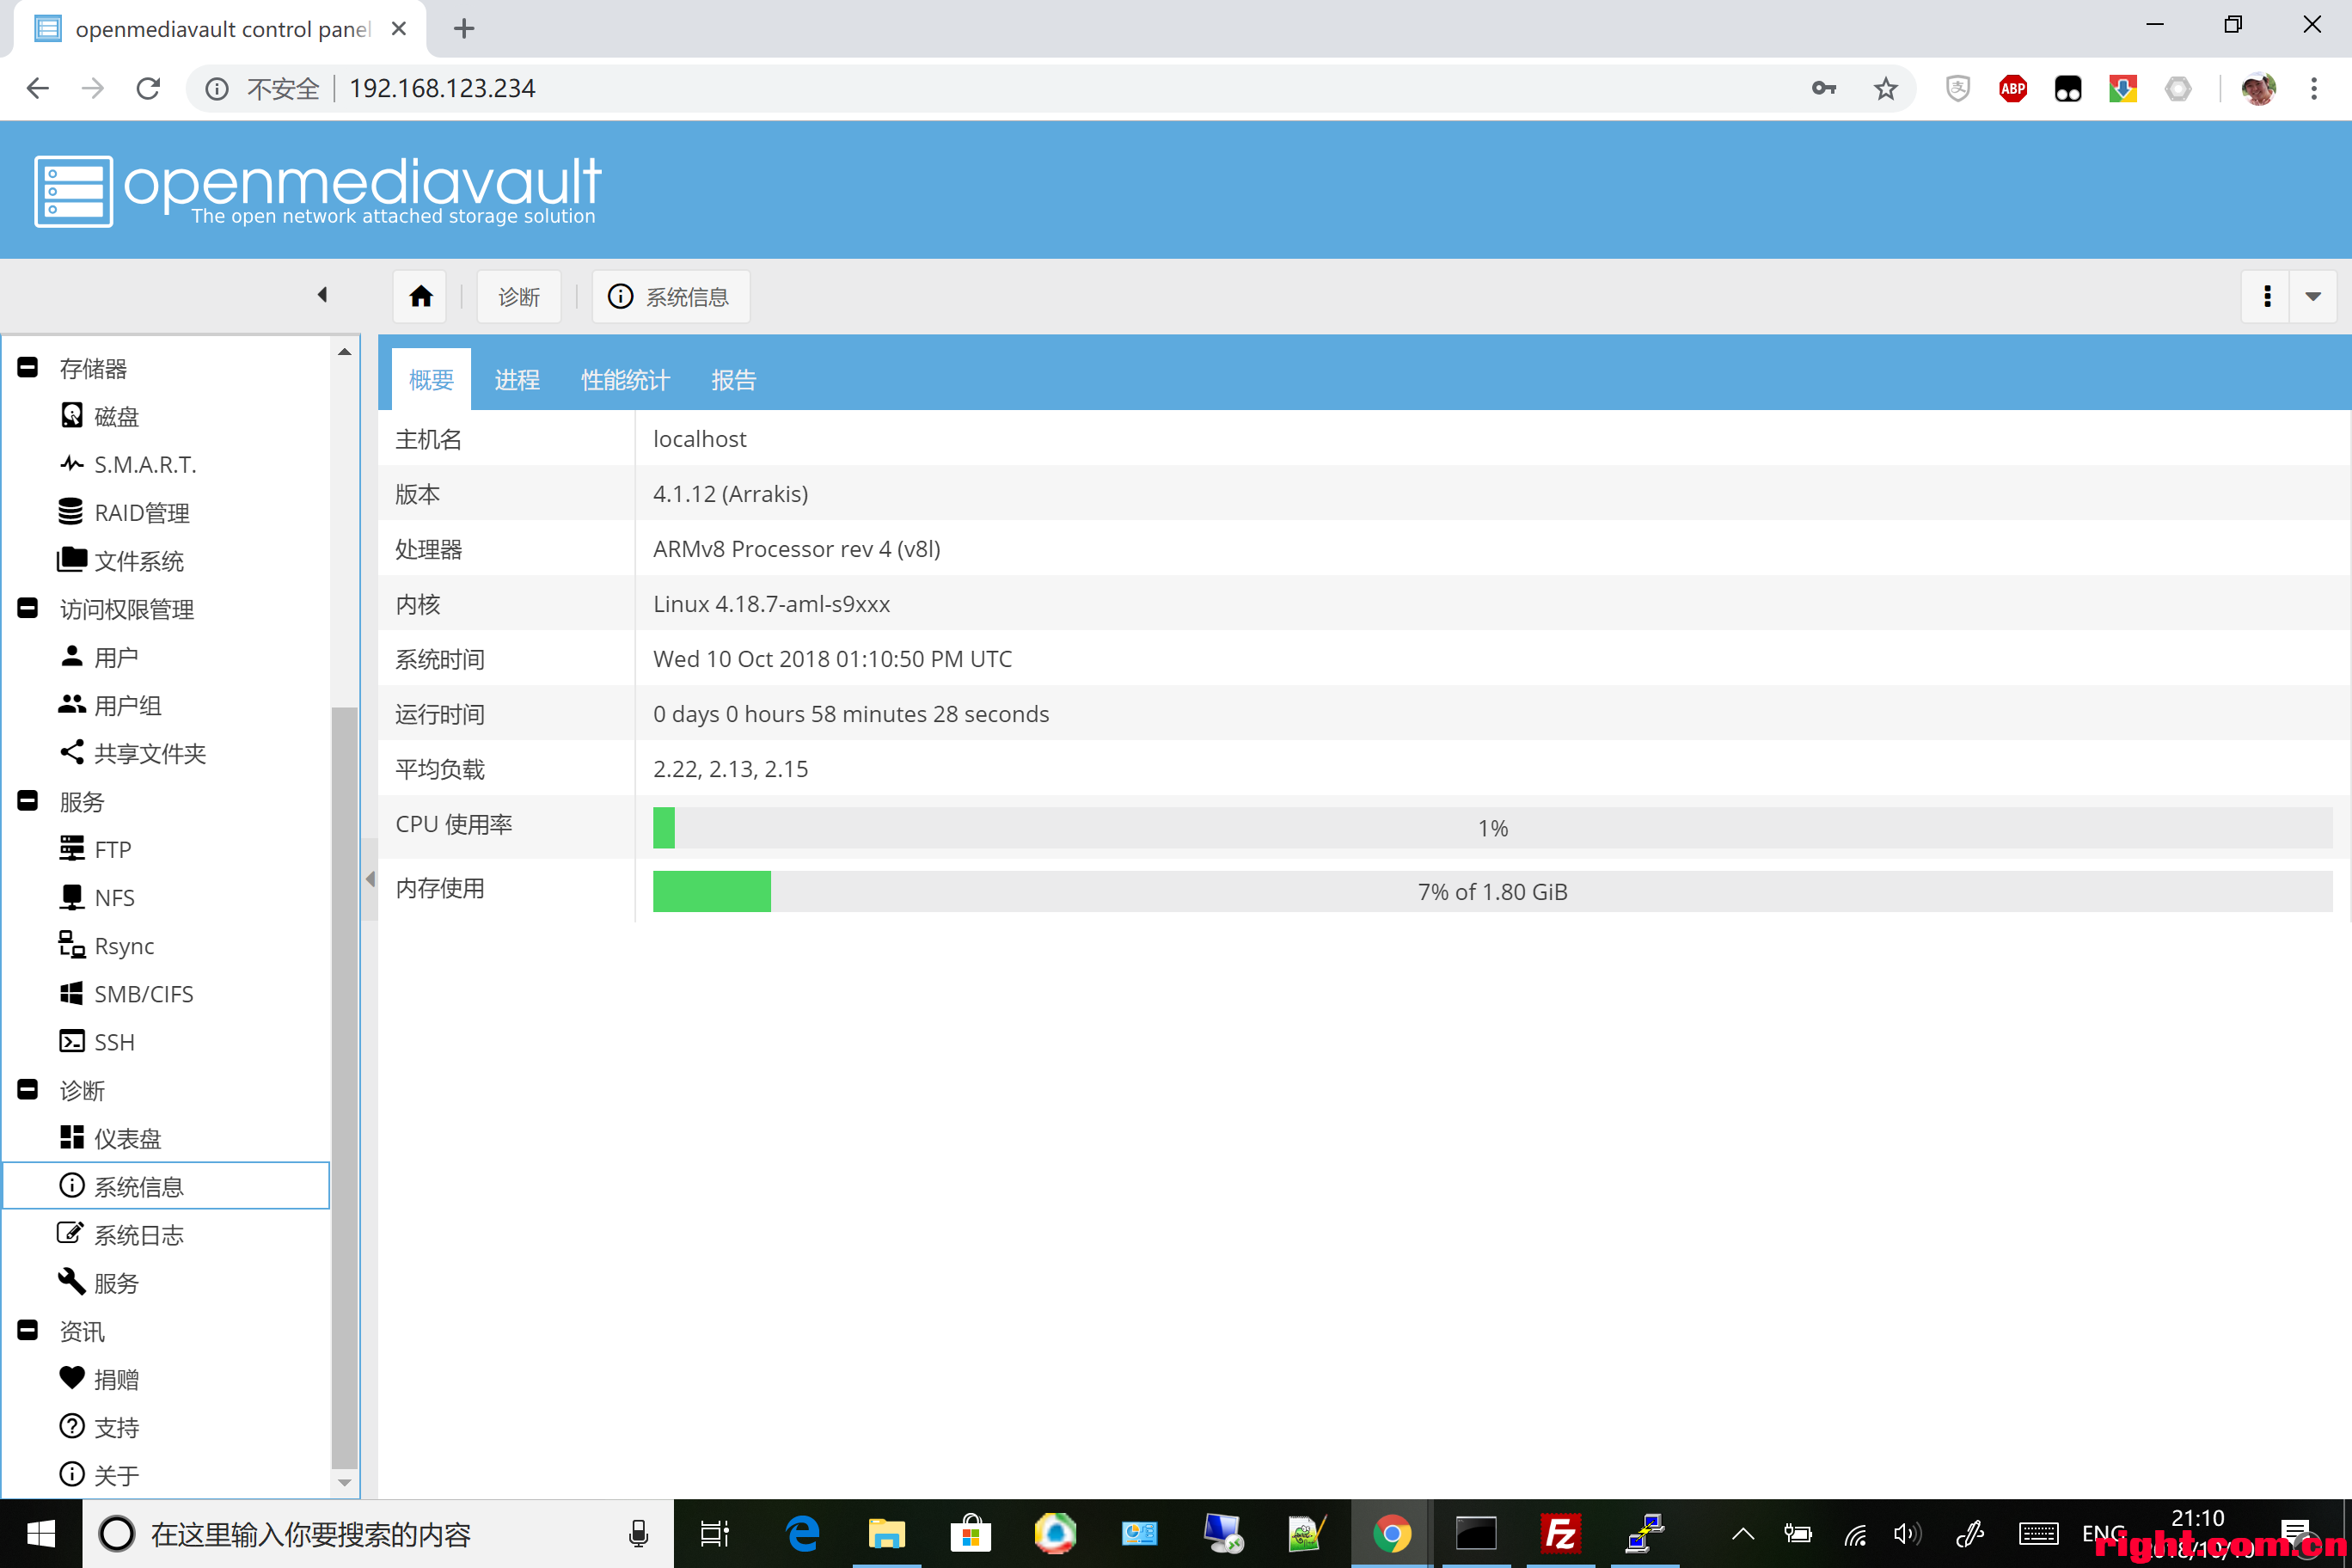 openmediavault control panel
不安全 192.168.123.234
ABP
openmediavault
The open network attached storage solution
诊断 系统信息
存储器
磁盘
S.M.A.R.T.
RAID管理
文件系统
访问权限管理
用户
用户组
共享文件夹
服务
FTP
NFS
Rsync
SMB/CIFS
SSH
诊断
仪表盘
系统信息
系统日志
服务
资讯
捐赠
支持
关于
概要 进程 性能统计 报告
主机名 localhost
版本 4.1.12 (Arrakis)
处理器 ARMv8 Processor rev 4 (v8l)
内核 Linux 4.18.7-aml-s9xxx
系统时间 Wed 10 Oct 2018 01:10:50 PM UTC
运行时间 0 days 0 hours 58 minutes 28 seconds
平均负载 2.22, 2.13, 2.15
CPU 使用率 1%
内存使用 7% of 1.80 GiB
在这里输入你要搜索的内容
ENG
21:10
right.com.cn